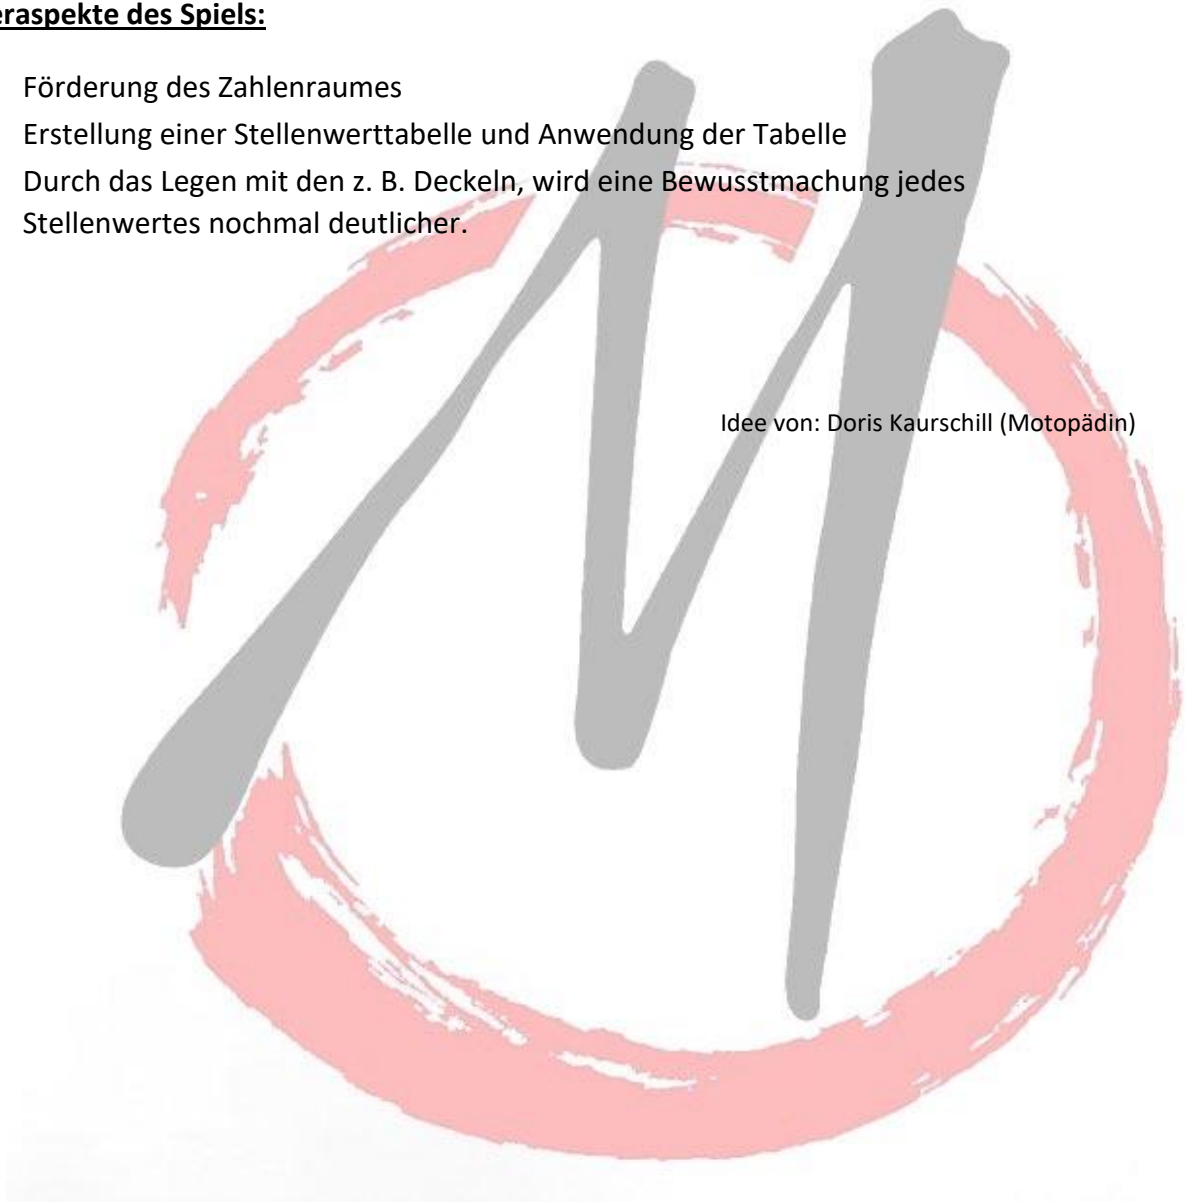 eraspekte des Spiels:
Förderung des Zahlenraumes
Erstellung einer Stellenwerttabelle und Anwendung der Tabelle
Durch das Legen mit den z. B. Deckeln, wird eine Bewusstmachung jedes
Stellenwertes nochmal deutlicher.
Idee von: Doris Kaurschill (Motopädin)